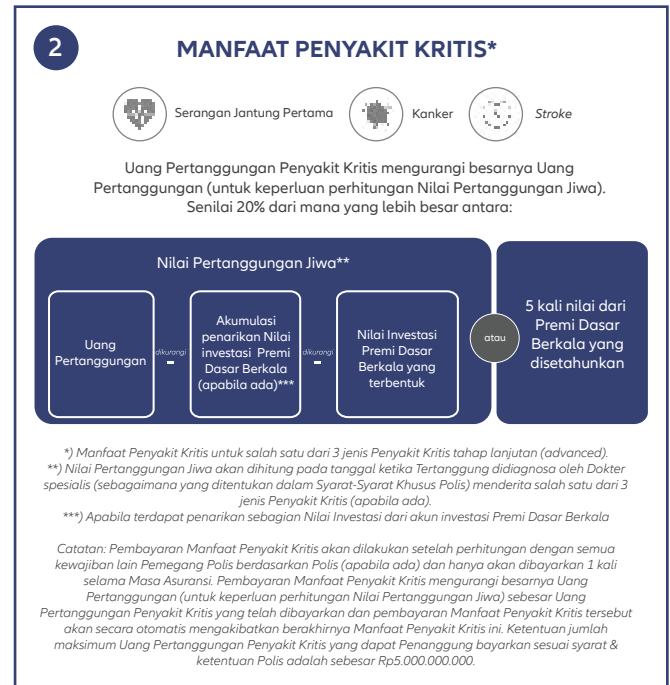 2
MANFAAT PENYAKIT KRITIS*
Serangan Jantung Pertama
Kanker
Stroke
Uang Pertanggungan Penyakit Kritis mengurangi besarnya Uang
Pertanggungan (untuk keperluan perhitungan Nilai Pertanggungan Jiwa).
Senilai 20% dari mana yang lebih besar antara:
Nilai Pertanggungan Jiwa**
Uang
Pertanggungan
dikurangi
-
Akumulasi
penarikan Nilai
investasi Premi
Dasar Berkala
(apabila ada)***
dikurangi
-
Nilai Investasi
Premi Dasar
Berkala yang
terbentuk
atau
5 kali nilai dari
Premi Dasar
Berkala yang
disetahunkan
*) Manfaat Penyakit Kritis untuk salah satu dari 3 jenis Penyakit Kritis tahap lanjutan (advanced).
**) Nilai Pertanggungan Jiwa akan dihitung pada tanggal ketika Tertanggung didiagnosa oleh Dokter
spesialis (sebagaimana yang ditentukan dalam Syarat-Syarat Khusus Polis) menderita salah satu dari 3
jenis Penyakit Kritis (apabila ada).
***) Apabila terdapat penarikan sebagian Nilai Investasi dari akun investasi Premi Dasar Berkala
Catatan: Pembayaran Manfaat Penyakit Kritis akan dilakukan setelah perhitungan dengan semua
kewajiban lain Pemegang Polis berdasarkan Polis (apabila ada) dan hanya akan dibayarkan 1 kali
selama Masa Asuransi. Pembayaran Manfaat Penyakit Kritis mengurangi besarnya Uang
Pertanggungan (untuk keperluan perhitungan Nilai Pertanggungan Jiwa) sebesar Uang
Pertanggungan Penyakit Kritis yang telah dibayarkan dan pembayaran Manfaat Penyakit Kritis tersebut
akan secara otomatis mengakibatkan berakhirnya Manfaat Penyakit Kritis ini. Ketentuan jumlah
maksimum Uang Pertanggungan Penyakit Kritis yang dapat Penanggung bayarkan sesuai syarat &
ketentuan Polis adalah sebesar Rp5.000.000.000.